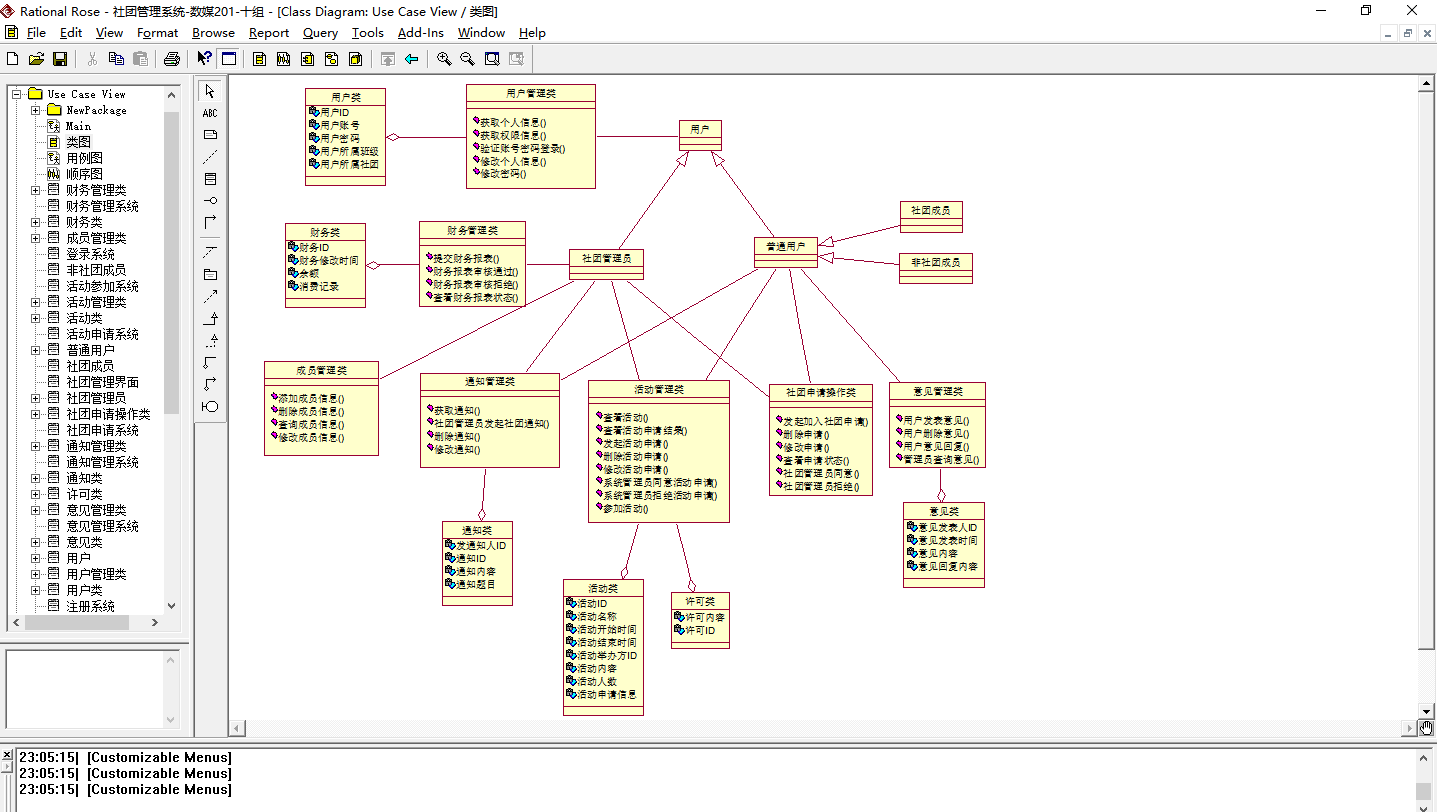 Rational Rose - 社团管理系统-数媒201-十组 - [Class Diagram: Use Case View / 类图]
File Edit View Format Browse Report Query Tools Add-Ins Window Help
Use Case View
NewPackage
Main
类图
用例图
顺序图
财务管理类
财务管理系统
财务类
成员管理类
登录系统
非社团成员
活动参加系统
活动管理类
活动类
活动申请系统
普通用户
社团成员
社团管理界面
社团管理员
社团申请操作类
社团申请系统
通知管理类
通知管理系统
通知类
许可类
意见管理类
意见管理系统
意见类
用户
用户管理类
用户类
注册系统
ABC
用户类
用户ID
用户账号
用户密码
用户所属班级
用户所属社团
用户管理类
获取个人信息()
获取权限信息()
验证账号密码登录()
修改个人信息()
修改密码()
用户
财务类
财务ID
财务修改时间
余额
消费记录
财务管理类
提交财务报表()
财务报表审核通过()
财务报表审核拒绝()
查看财务报表状态()
社团管理员
普通用户
社团成员
非社团成员
成员管理类
添加成员信息()
删除成员信息()
查询成员信息()
修改成员信息()
通知管理类
获取通知()
社团管理员发起社团通知()
删除通知()
修改通知()
活动管理类
查看活动()
查看活动申请结果()
发起活动申请()
删除活动申请()
修改活动申请()
系统管理员同意活动申请()
系统管理员拒绝活动申请()
参加活动()
社团申请操作类
发起加入社团申请()
删除申请()
修改申请()
查看申请状态()
社团管理员同意()
社团管理员拒绝()
意见管理类
用户发表意见()
用户删除意见()
用户意见回复()
管理员查询意见()
通知类
发通知人ID
通知ID
通知内容
通知题目
活动类
活动ID
活动名称
活动开始时间
活动结束时间
活动举办方ID
活动内容
活动人数
活动申请信息
许可类
许可内容
许可ID
意见类
意见发表人ID
意见发表时间
意见内容
意见回复内容
23:05:15| [Customizable Menus]
23:05:15| [Customizable Menus]
23:05:15| [Customizable Menus]